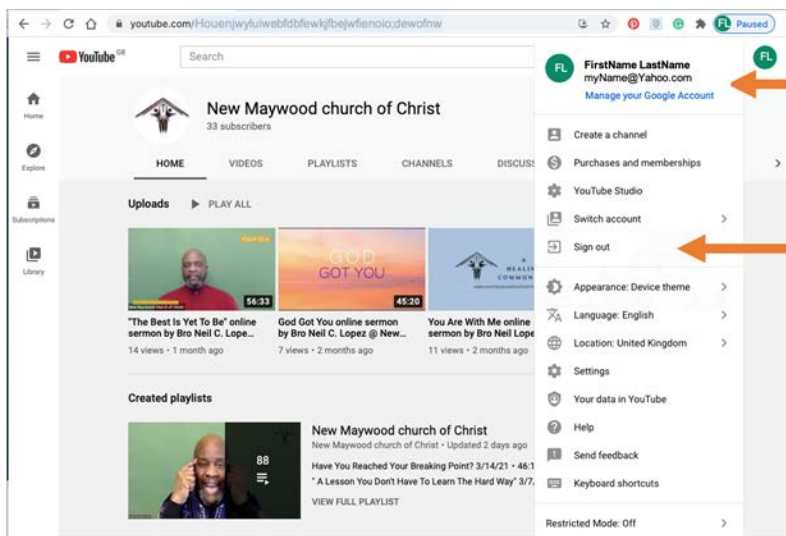 youtube.com/Houenjwyluiwebfdbfewkjfbejwfienoio;dewofnw
FL
Paused
YouTube GB
Search
FL
FL
FirstName LastName
myName@Yahoo.com
Manage your Google Account
Home
Explore
Subscriptions
Library
New Maywood church of Christ
33 subscribers
HOME VIDEOS PLAYLISTS CHANNELS DISCUS
Uploads PLAY ALL
56:33
GOD
GOT YOU
45:20
A
HEALIN
COMMUN
"The Best Is Yet To Be" online
sermon by Bro Neil C. Lope...
14 views • 1 month ago
God Got You online sermon
by Bro Neil C. Lopez @ New...
7 views • 2 months ago
You Are With Me online
sermon by Bro Neil Lope
11 views • 2 months ago
Created playlists
88
New Maywood church of Christ
New Maywood church of Christ • Updated 2 days ago
Have You Reached Your Breaking Point? 3/14/21 • 46:1
" A Lesson You Don't Have To Learn The Hard Way" 3/7
VIEW FULL PLAYLIST
Create a channel
Purchases and memberships
YouTube Studio
Switch account
Sign out
Appearance: Device theme
Language: English
Location: United Kingdom
Settings
Your data in YouTube
Help
Send feedback
Keyboard shortcuts
Restricted Mode: Off